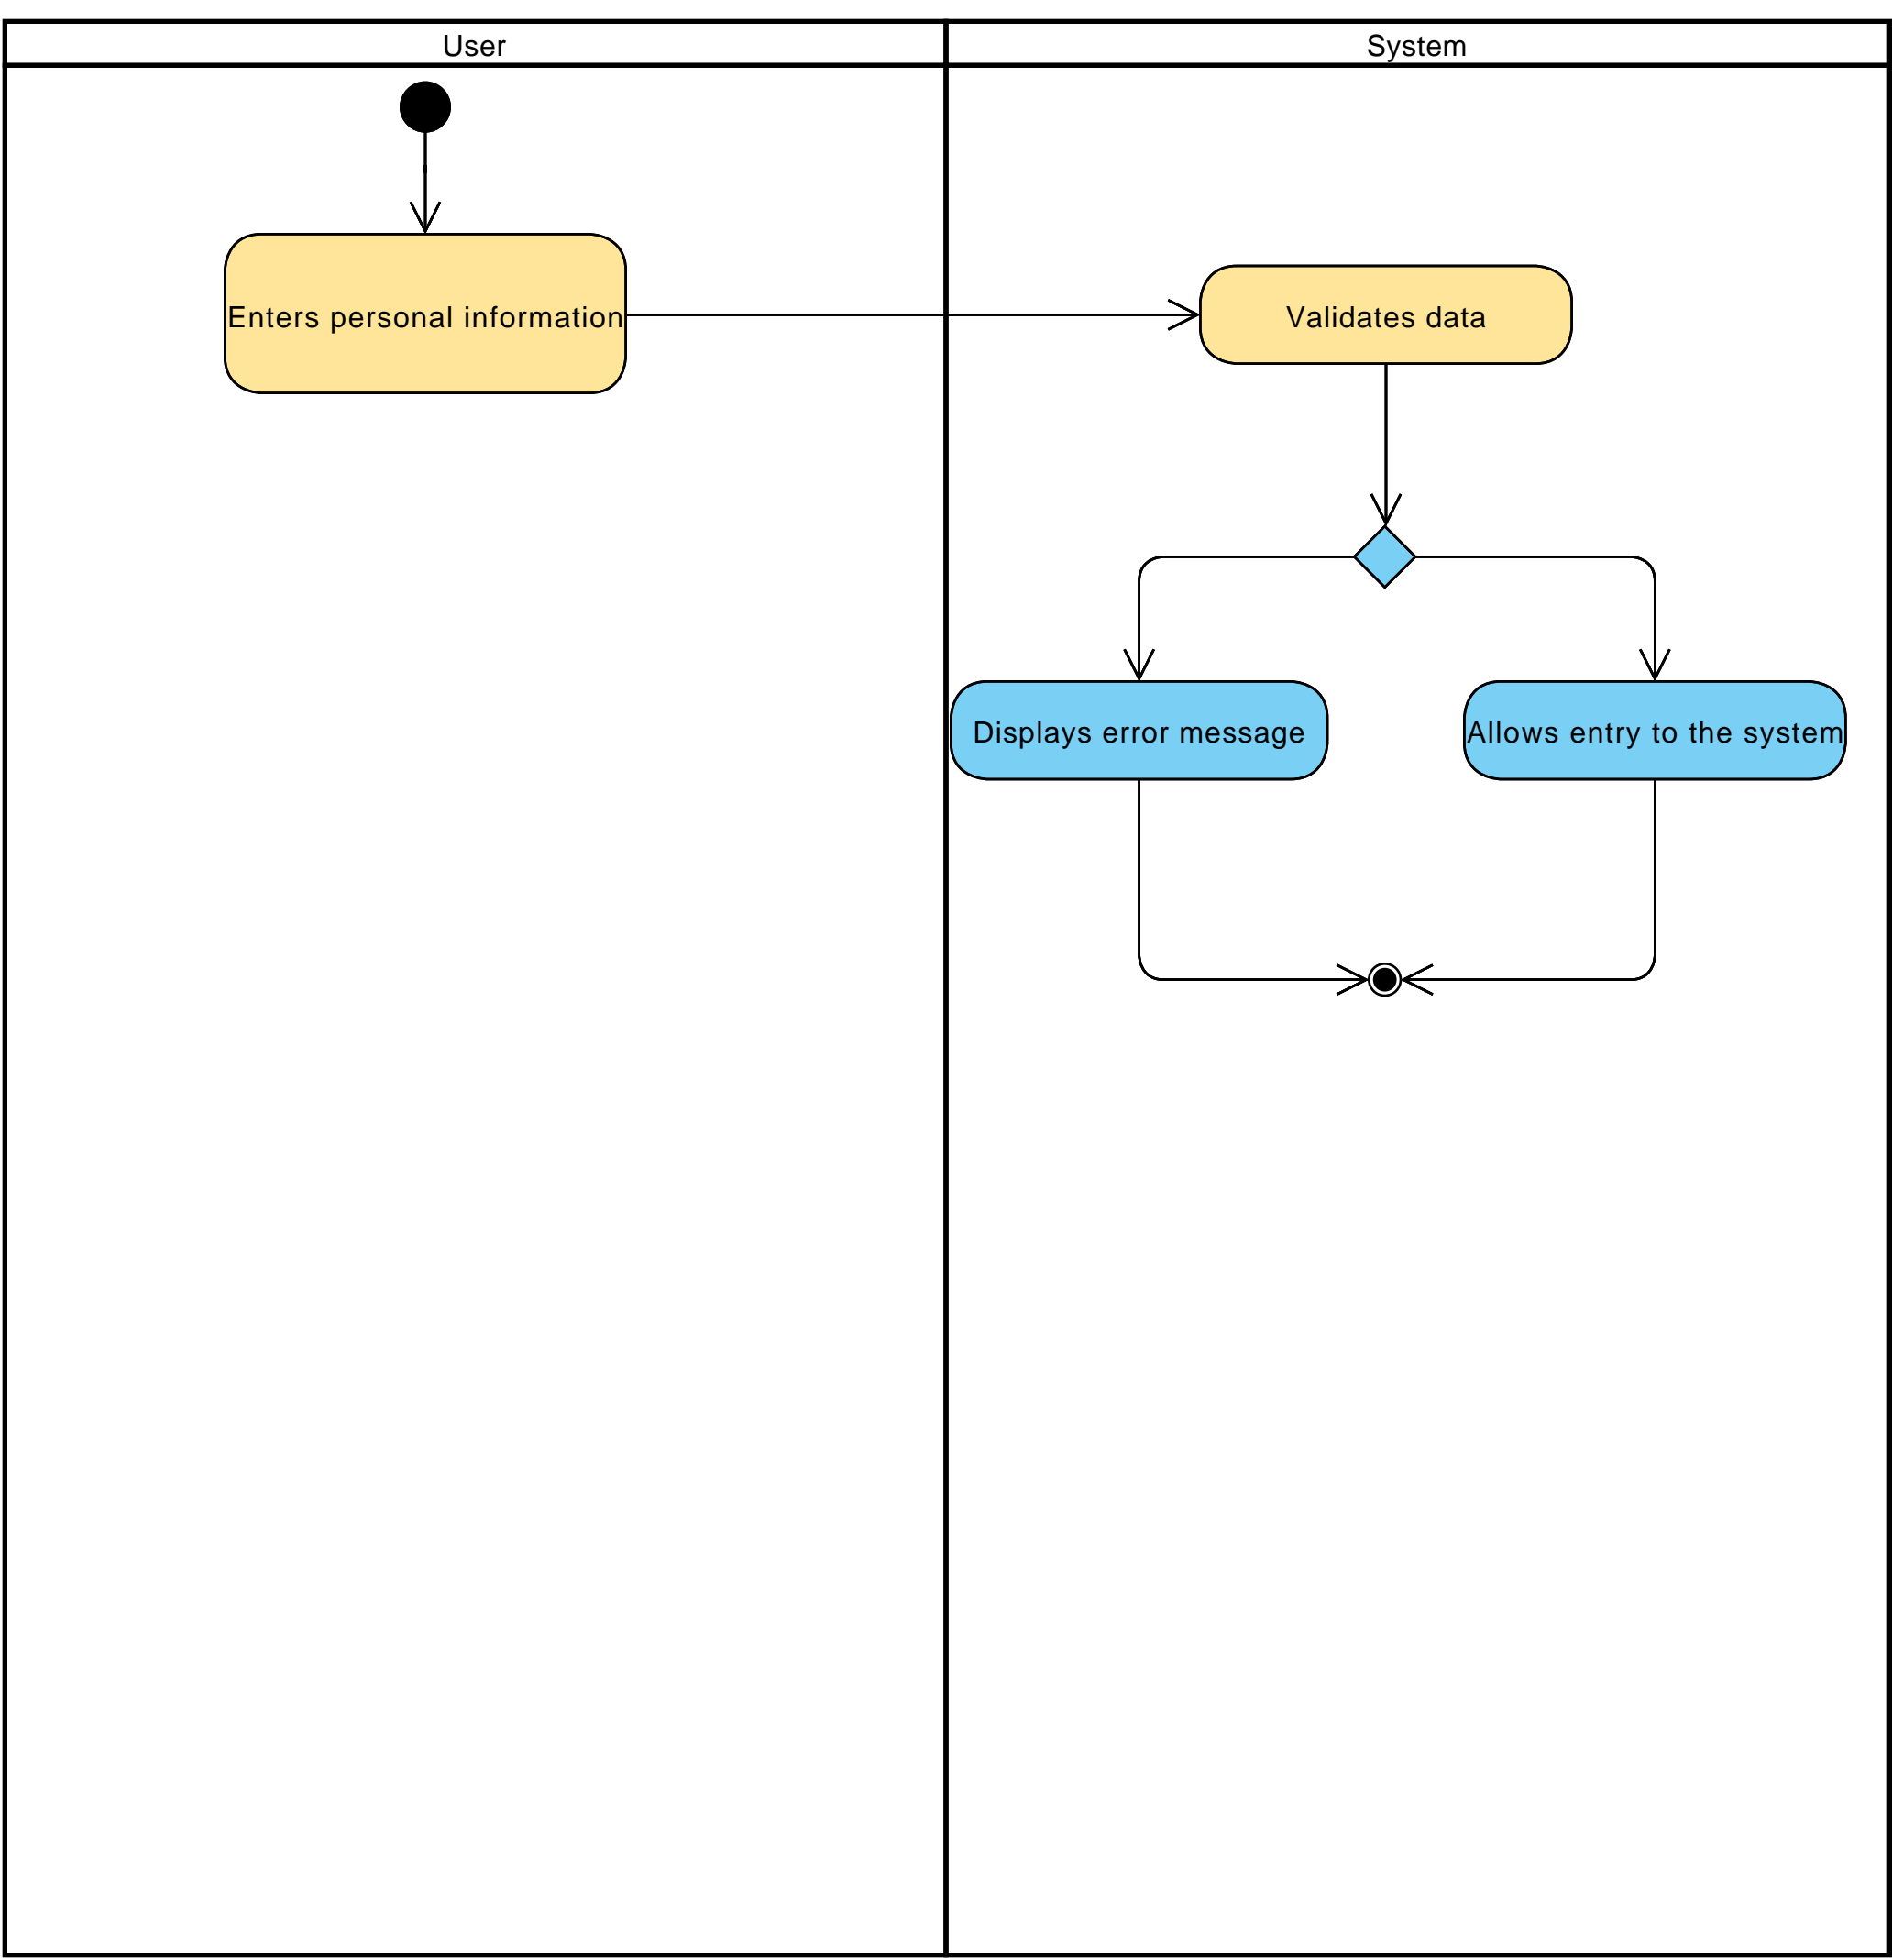 User
System
Enters personal information
Validates data
Displays error message
Allows entry to the system